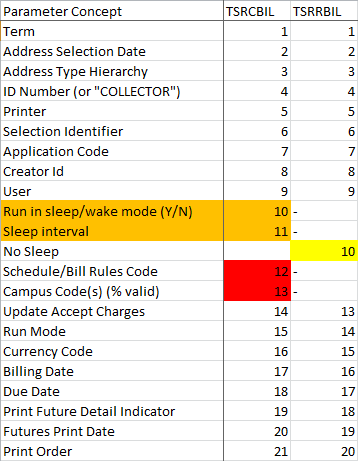 Parameter Concept TSRCBIL TSRRBIL
Term 1 1
Address Selection Date 2 2
Address Type Hierarchy 3 3
ID Number (or "COLLECTOR") 4 4
Printer 5 5
Selection Identifier 6 6
Application Code 7 7
Creator Id 8 8
User 9 9
Run in sleep/wake mode (Y/N) 10 -
Sleep interval 11 -
No Sleep 10
Schedule/Bill Rules Code 12 -
Campus Code(s) (% valid) 13 -
Update Accept Charges 14 13
Run Mode 15 14
Currency Code 16 15
Billing Date 17 16
Due Date 18 17
Print Future Detail Indicator 19 18
Futures Print Date 20 19
Print Order 21 20